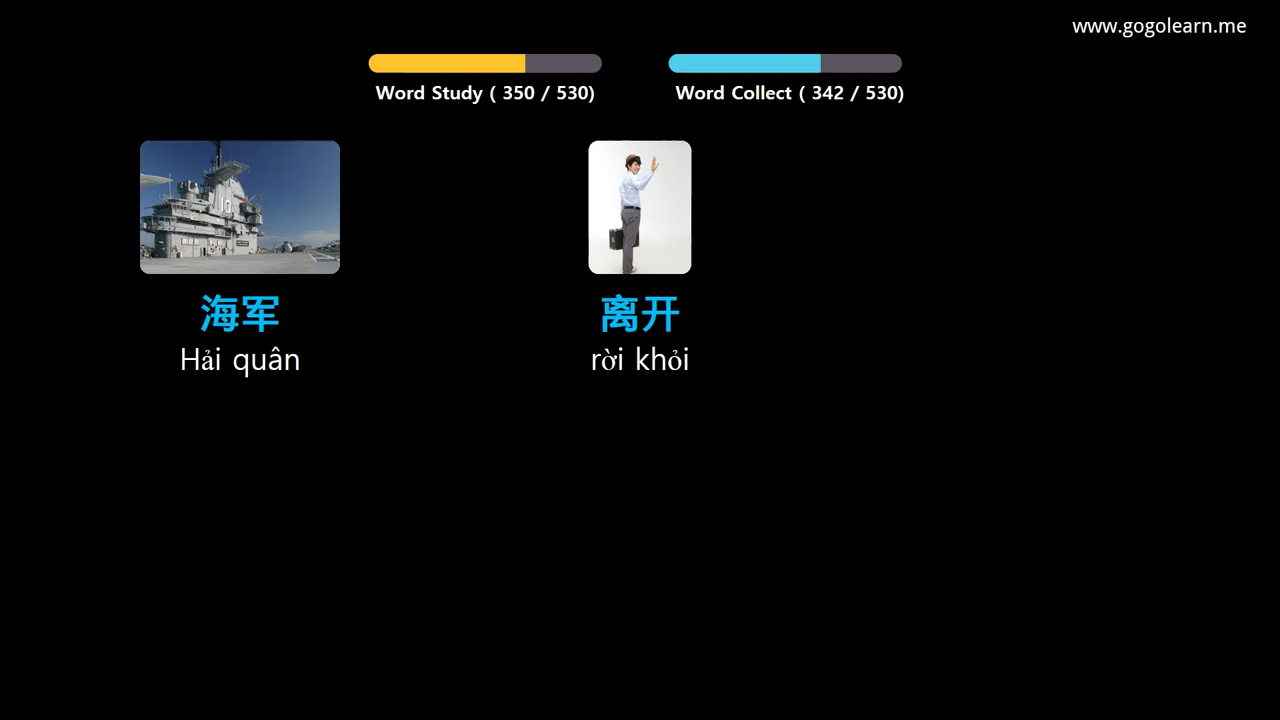 www.gogolearn.me
Word Study ( 350 / 530)
Word Collect ( 342 / 530)
海军
离开
Hải quân
rời khỏi